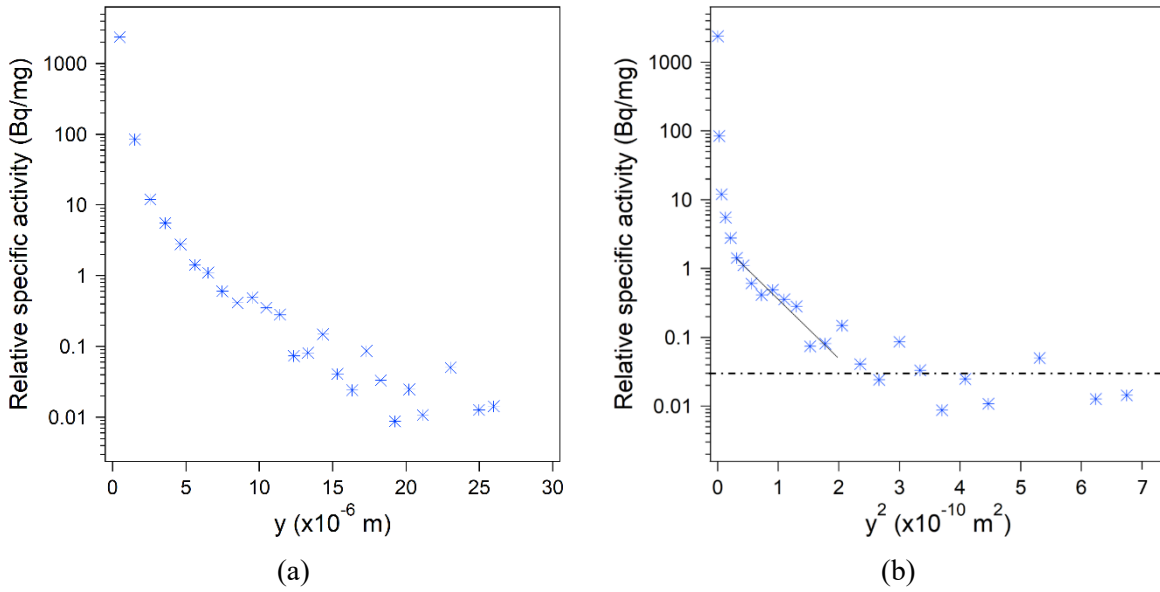 Relative specific activity (Bq/mg)
1000
100
10
1
0.1
0.01
0 5 10 15 20 25 30
y (x10⁻⁶ m)
(a)
Relative specific activity (Bq/mg)
1000
100
10
1
0.1
0.01
0 1 2 3 4 5 6 7
y² (x10⁻¹⁰ m²)
(b)